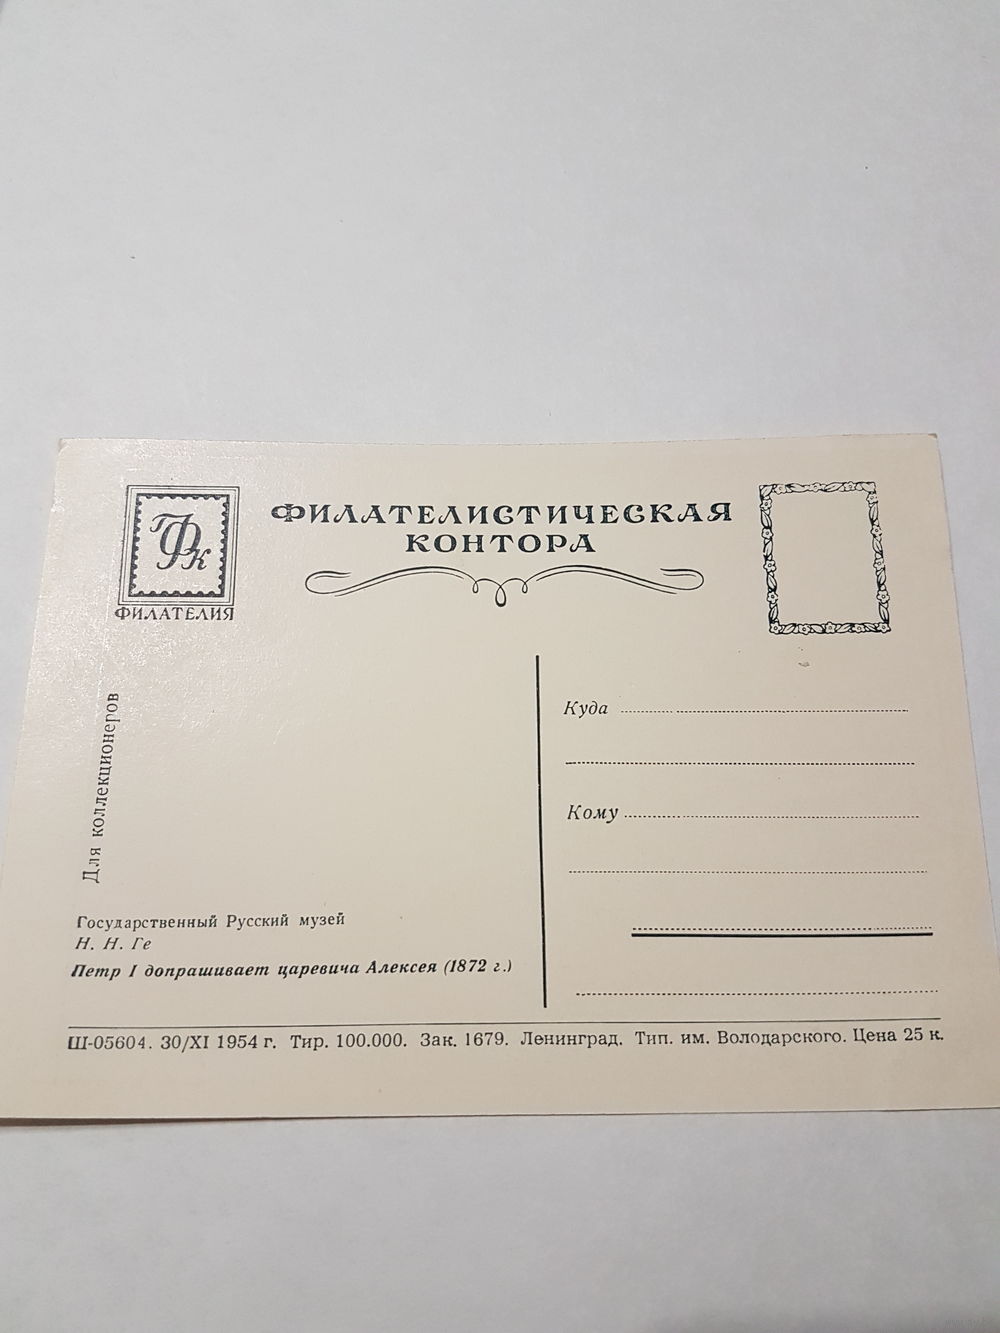 ГФК
ФИЛАТЕЛИЯ
ФИЛАТЕЛИСТИЧЕСКАЯ
КОНТОРА
Для коллекционеров
Куда
Кому
Государственный Русский музей
Н. Н. Ге
Петр I допрашивает царевича Алексея (1872 г.)
Ш-05604. 30/XI 1954 г. Тир. 100.000. Зак. 1679. Ленинград. Тип. им. Володарского. Цена 25 к.